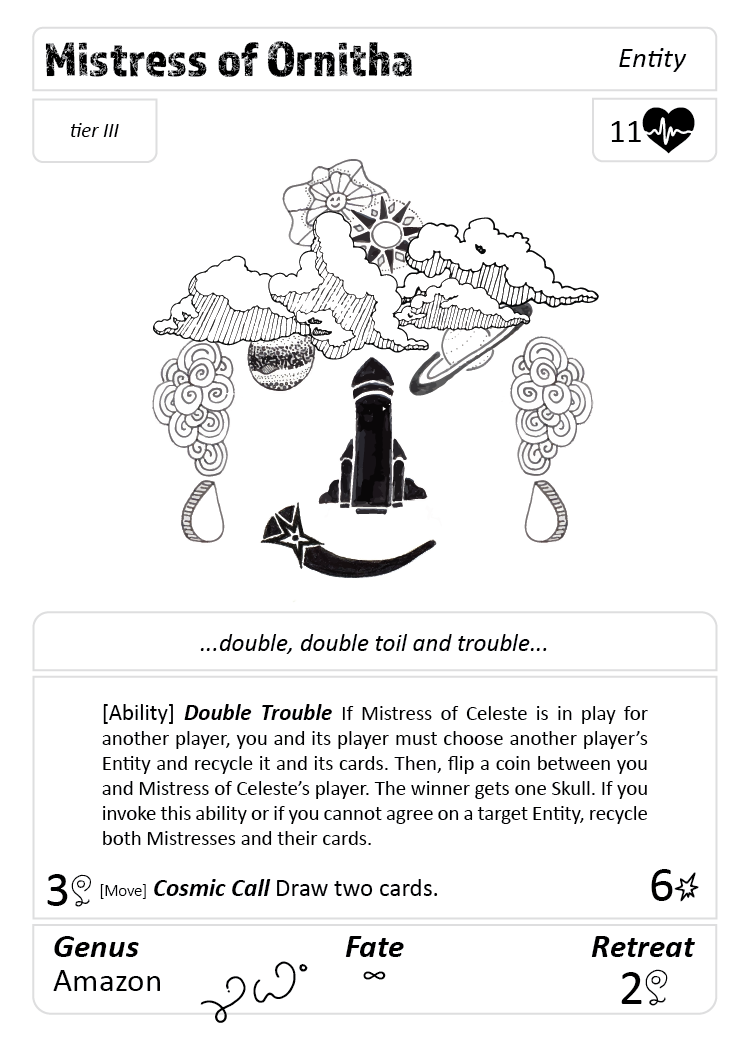 Mistress of Ornitha
Entity
tier III
11
...double, double toil and trouble...
[Ability] Double Trouble If Mistress of Celeste is in play for
another player, you and its player must choose another player's
Entity and recycle it and its cards. Then, flip a coin between you
and Mistress of Celeste's player. The winner gets one Skull. If you
invoke this ability or if you cannot agree on a target Entity, recycle
both Mistresses and their cards.
3 [Move] Cosmic Call Draw two cards. 6
Genus Fate Retreat
Amazon ∞ 2